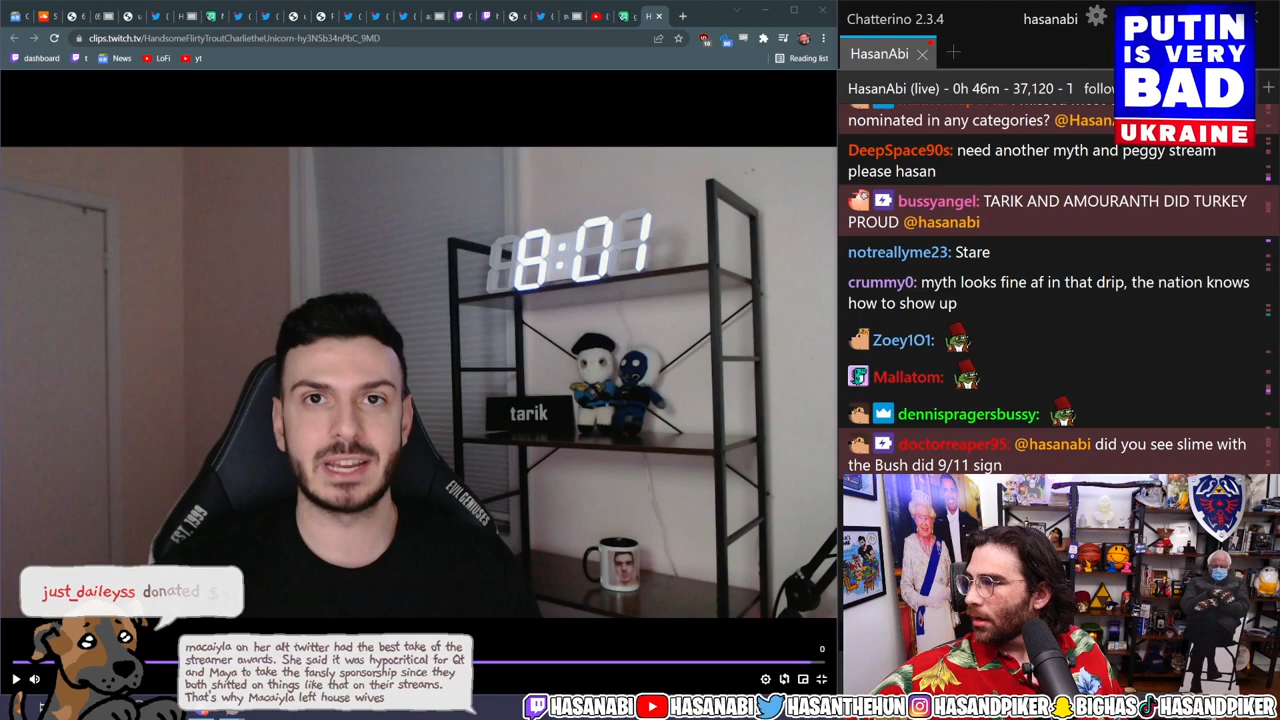 clips.twitch.tv/HandsomeFlirtyTroutCharlietheUnicorn-hy3N5b34nPbC_9MD
dashboard
t
News
LoFi
yt
Reading list
8:01
tarik
EST. 1999
EVIL GENIUSES
just_daileyss donated $
macaiyla on her alt twitter had the best take of the
streamer awards. She said it was hypocritical for Qt
and Maya to take the fansly sponsorship since they
both shitted on things like that on their streams.
That's why Macaiyla left house wives
0
Chatterino 2.3.4
hasanabi
HasanAbi
HasanAbi (live) - 0h 46m - 37,120 -
PUTIN
IS VERY
BAD
UKRAINE
nominated in any categories?
DeepSpace90s: need another myth and peggy stream
please hasan
bussyangel: TARIK AND AMOURANTH DID TURKEY
PROUD @hasanabi
notreallyme23: Stare
crummy0: myth looks fine af in that drip, the nation knows
how to show up
Zoey1O1:
Mallatom:
dennispragersbussy:
doctorreaper95: @hasanabi did you see slime with
the Bush did 9/11 sign
HASANABI HASANABI HASANTHEHUN HASANDPIKER BIGHAS HASANDPIKER